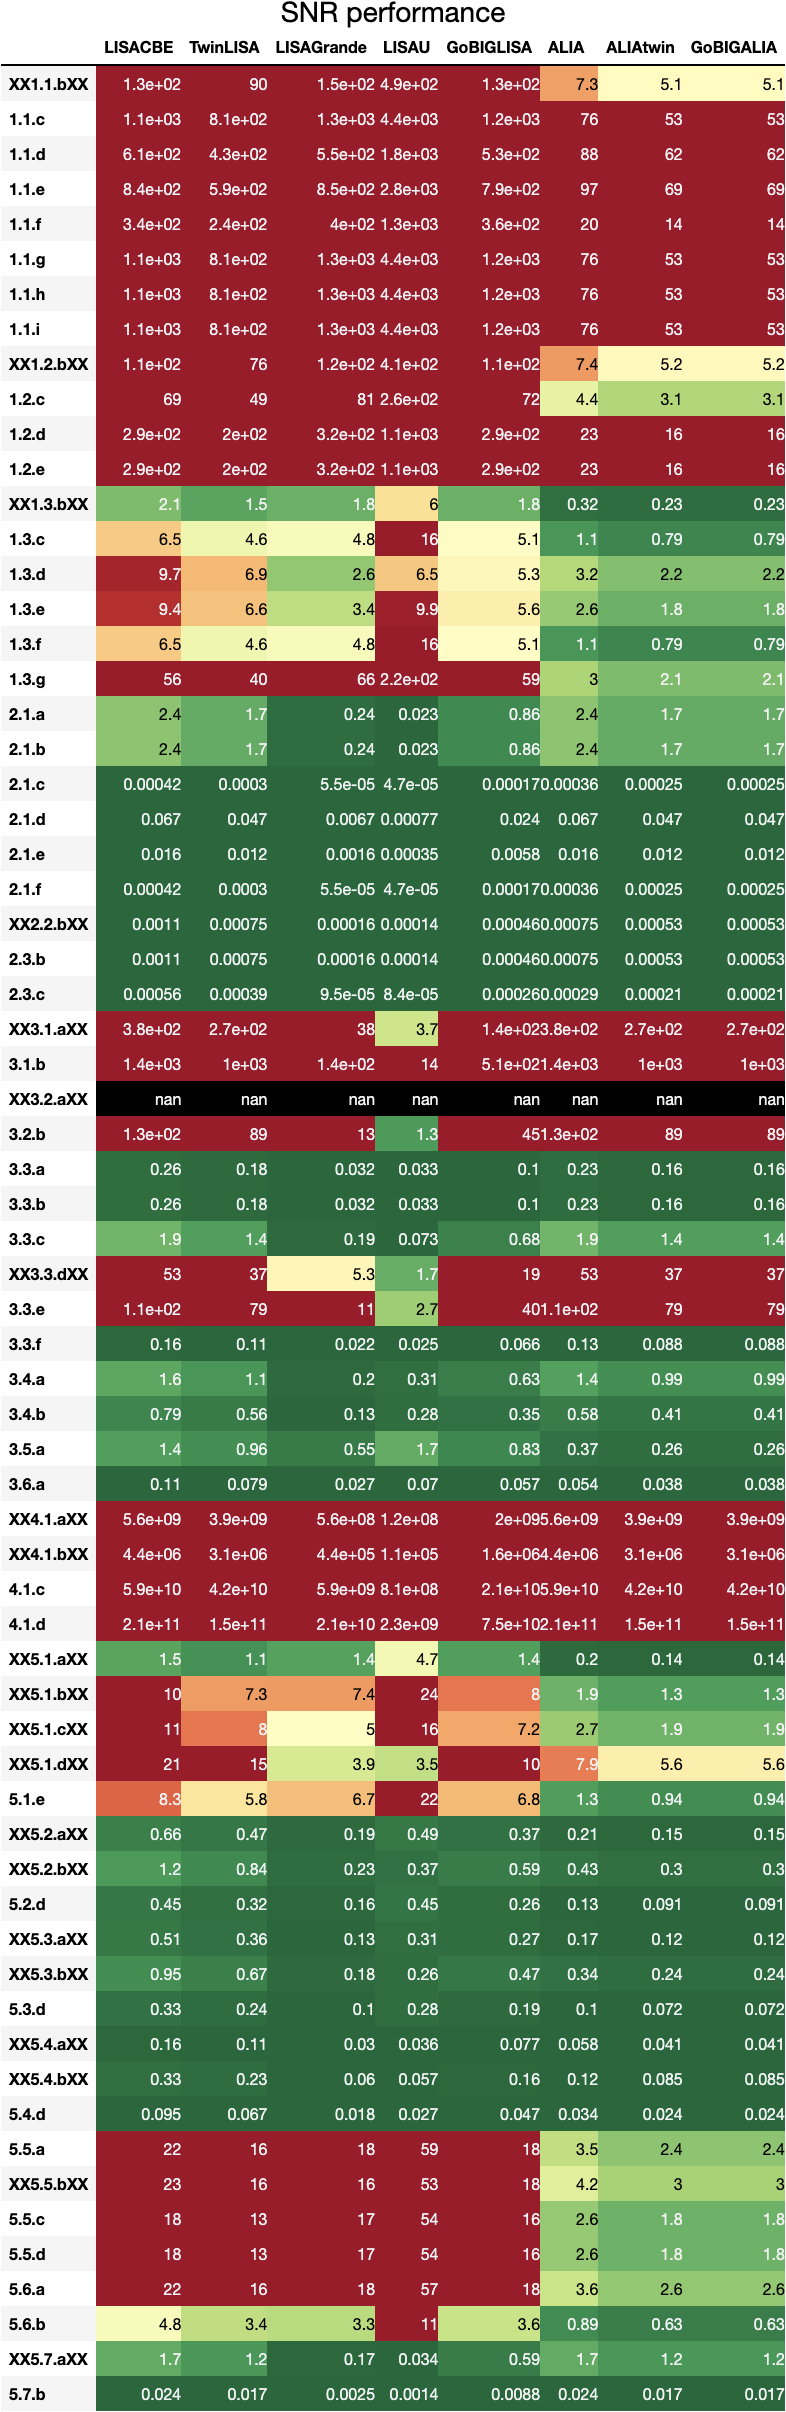 SNR performance
LISACBE TwinLISA LISAGrande LISAU GoBIGLISA ALIA ALIAtwin GoBIGALIA
XX1.1.bXX 1.3e+02 90 1.5e+02 4.9e+02 1.3e+02 7.3 5.1 5.1
1.1.c 1.1e+03 8.1e+02 1.3e+03 4.4e+03 1.2e+03 76 53 53
1.1.d 6.1e+02 4.3e+02 5.5e+02 1.8e+03 5.3e+02 88 62 62
1.1.e 8.4e+02 5.9e+02 8.5e+02 2.8e+03 7.9e+02 97 69 69
1.1.f 3.4e+02 2.4e+02 4e+02 1.3e+03 3.6e+02 20 14 14
1.1.g 1.1e+03 8.1e+02 1.3e+03 4.4e+03 1.2e+03 76 53 53
1.1.h 1.1e+03 8.1e+02 1.3e+03 4.4e+03 1.2e+03 76 53 53
1.1.i 1.1e+03 8.1e+02 1.3e+03 4.4e+03 1.2e+03 76 53 53
XX1.2.bXX 1.1e+02 76 1.2e+02 4.1e+02 1.1e+02 7.4 5.2 5.2
1.2.c 69 49 81 2.6e+02 72 4.4 3.1 3.1
1.2.d 2.9e+02 2e+02 3.2e+02 1.1e+03 2.9e+02 23 16 16
1.2.e 2.9e+02 2e+02 3.2e+02 1.1e+03 2.9e+02 23 16 16
XX1.3.bXX 2.1 1.5 1.8 6 1.8 0.32 0.23 0.23
1.3.c 6.5 4.6 4.8 16 5.1 1.1 0.79 0.79
1.3.d 9.7 6.9 2.6 6.5 5.3 3.2 2.2 2.2
1.3.e 9.4 6.6 3.4 9.9 5.6 2.6 1.8 1.8
1.3.f 6.5 4.6 4.8 16 5.1 1.1 0.79 0.79
1.3.g 56 40 66 2.2e+02 59 3 2.1 2.1
2.1.a 2.4 1.7 0.24 0.023 0.86 2.4 1.7 1.7
2.1.b 2.4 1.7 0.24 0.023 0.86 2.4 1.7 1.7
2.1.c 0.00042 0.0003 5.5e-05 4.7e-05 0.00017 0.00036 0.00025 0.00025
2.1.d 0.067 0.047 0.0067 0.00077 0.024 0.067 0.047 0.047
2.1.e 0.016 0.012 0.0016 0.00035 0.0058 0.016 0.012 0.012
2.1.f 0.00042 0.0003 5.5e-05 4.7e-05 0.00017 0.00036 0.00025 0.00025
XX2.2.bXX 0.0011 0.00075 0.00016 0.00014 0.00046 0.00075 0.00053 0.00053
2.3.b 0.0011 0.00075 0.00016 0.00014 0.00046 0.00075 0.00053 0.00053
2.3.c 0.00056 0.00039 9.5e-05 8.4e-05 0.00026 0.00029 0.00021 0.00021
XX3.1.aXX 3.8e+02 2.7e+02 38 3.7 1.4e+02 3.8e+02 2.7e+02 2.7e+02
3.1.b 1.4e+03 1e+03 1.4e+02 14 5.1e+02 1.4e+03 1e+03 1e+03
XX3.2.aXX nan nan nan nan nan nan nan nan
3.2.b 1.3e+02 89 13 1.3 45 1.3e+02 89 89
3.3.a 0.26 0.18 0.032 0.033 0.1 0.23 0.16 0.16
3.3.b 0.26 0.18 0.032 0.033 0.1 0.23 0.16 0.16
3.3.c 1.9 1.4 0.19 0.073 0.68 1.9 1.4 1.4
XX3.3.dXX 53 37 5.3 1.7 19 53 37 37
3.3.e 1.1e+02 79 11 2.7 40 1.1e+02 79 79
3.3.f 0.16 0.11 0.022 0.025 0.066 0.13 0.088 0.088
3.4.a 1.6 1.1 0.2 0.31 0.63 1.4 0.99 0.99
3.4.b 0.79 0.56 0.13 0.28 0.35 0.58 0.41 0.41
3.5.a 1.4 0.96 0.55 1.7 0.83 0.37 0.26 0.26
3.6.a 0.11 0.079 0.027 0.07 0.057 0.054 0.038 0.038
XX4.1.aXX 5.6e+09 3.9e+09 5.6e+08 1.2e+08 2e+09 5.6e+09 3.9e+09 3.9e+09
XX4.1.bXX 4.4e+06 3.1e+06 4.4e+05 1.1e+05 1.6e+06 4.4e+06 3.1e+06 3.1e+06
4.1.c 5.9e+10 4.2e+10 5.9e+09 8.1e+08 2.1e+10 5.9e+10 4.2e+10 4.2e+10
4.1.d 2.1e+11 1.5e+11 2.1e+10 2.3e+09 7.5e+10 2.1e+11 1.5e+11 1.5e+11
XX5.1.aXX 1.5 1.1 1.4 4.7 1.4 0.2 0.14 0.14
XX5.1.bXX 10 7.3 7.4 24 8 1.9 1.3 1.3
XX5.1.cXX 11 8 5 16 7.2 2.7 1.9 1.9
XX5.1.dXX 21 15 3.9 3.5 10 7.9 5.6 5.6
5.1.e 8.3 5.8 6.7 22 6.8 1.3 0.94 0.94
XX5.2.aXX 0.66 0.47 0.19 0.49 0.37 0.21 0.15 0.15
XX5.2.bXX 1.2 0.84 0.23 0.37 0.59 0.43 0.3 0.3
5.2.d 0.45 0.32 0.16 0.45 0.26 0.13 0.091 0.091
XX5.3.aXX 0.51 0.36 0.13 0.31 0.27 0.17 0.12 0.12
XX5.3.bXX 0.95 0.67 0.18 0.26 0.47 0.34 0.24 0.24
5.3.d 0.33 0.24 0.1 0.28 0.19 0.1 0.072 0.072
XX5.4.aXX 0.16 0.11 0.03 0.036 0.077 0.058 0.041 0.041
XX5.4.bXX 0.33 0.23 0.06 0.057 0.16 0.12 0.085 0.085
5.4.d 0.095 0.067 0.018 0.027 0.047 0.034 0.024 0.024
5.5.a 22 16 18 59 18 3.5 2.4 2.4
XX5.5.bXX 23 16 16 53 18 4.2 3 3
5.5.c 18 13 17 54 16 2.6 1.8 1.8
5.5.d 18 13 17 54 16 2.6 1.8 1.8
5.6.a 22 16 18 57 18 3.6 2.6 2.6
5.6.b 4.8 3.4 3.3 11 3.6 0.89 0.63 0.63
XX5.7.aXX 1.7 1.2 0.17 0.034 0.59 1.7 1.2 1.2
5.7.b 0.024 0.017 0.0025 0.0014 0.0088 0.024 0.017 0.017